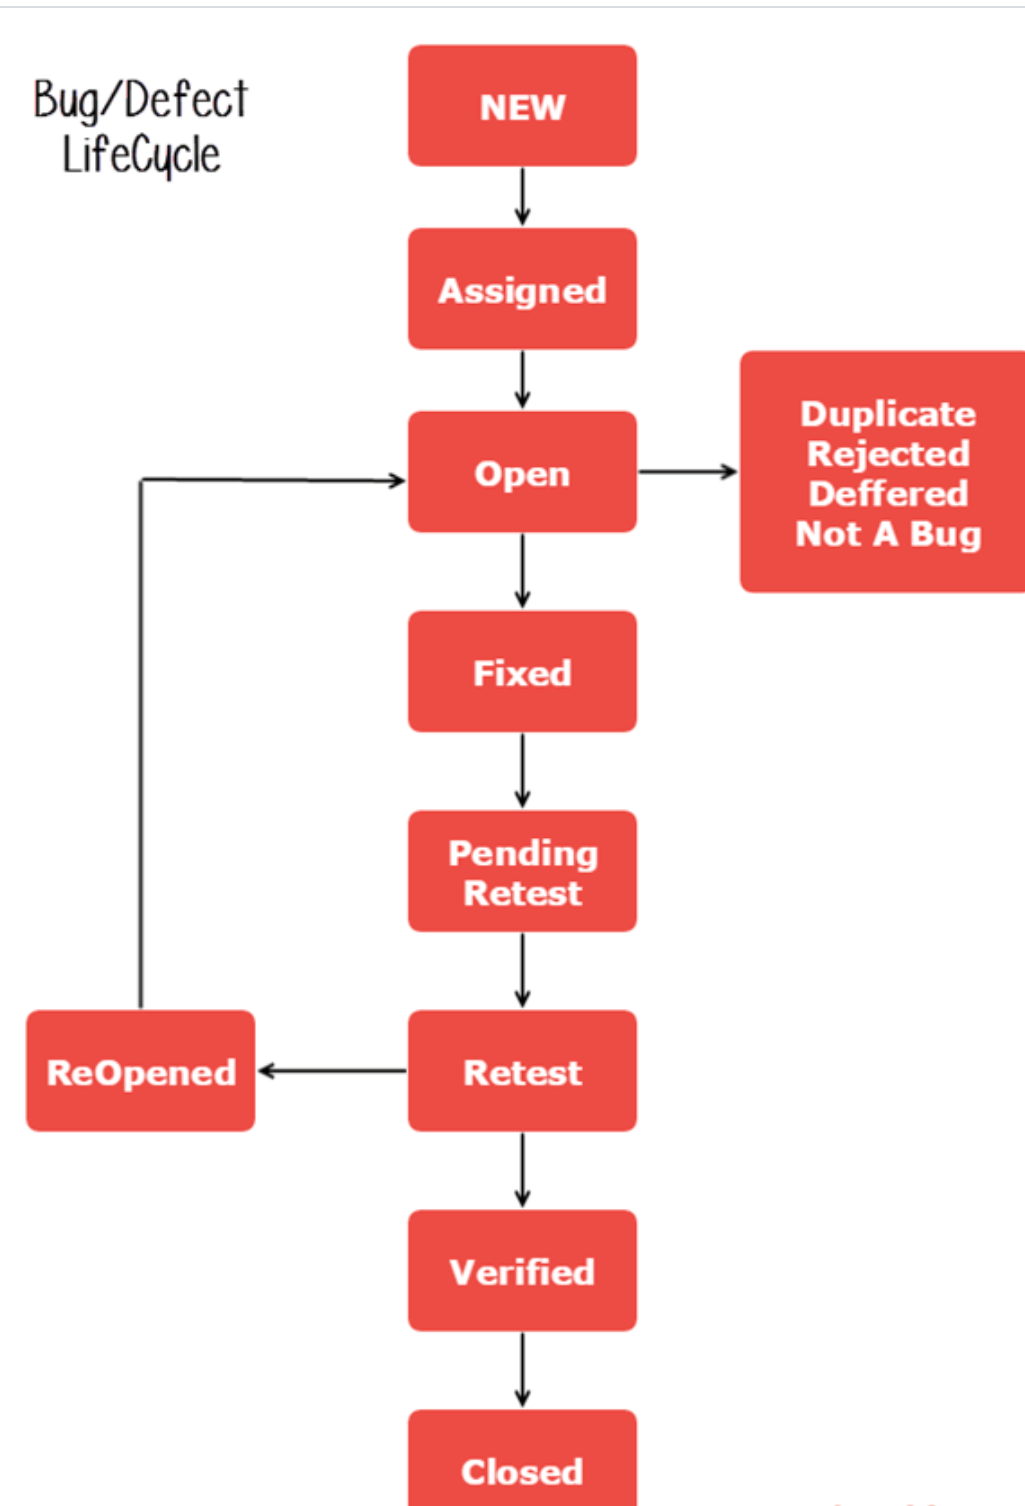 Bug/Defect
LifeCycle
NEW
Assigned
Open
Duplicate
Rejected
Deffered
Not A Bug
Fixed
Pending
Retest
ReOpened
Retest
Verified
Closed